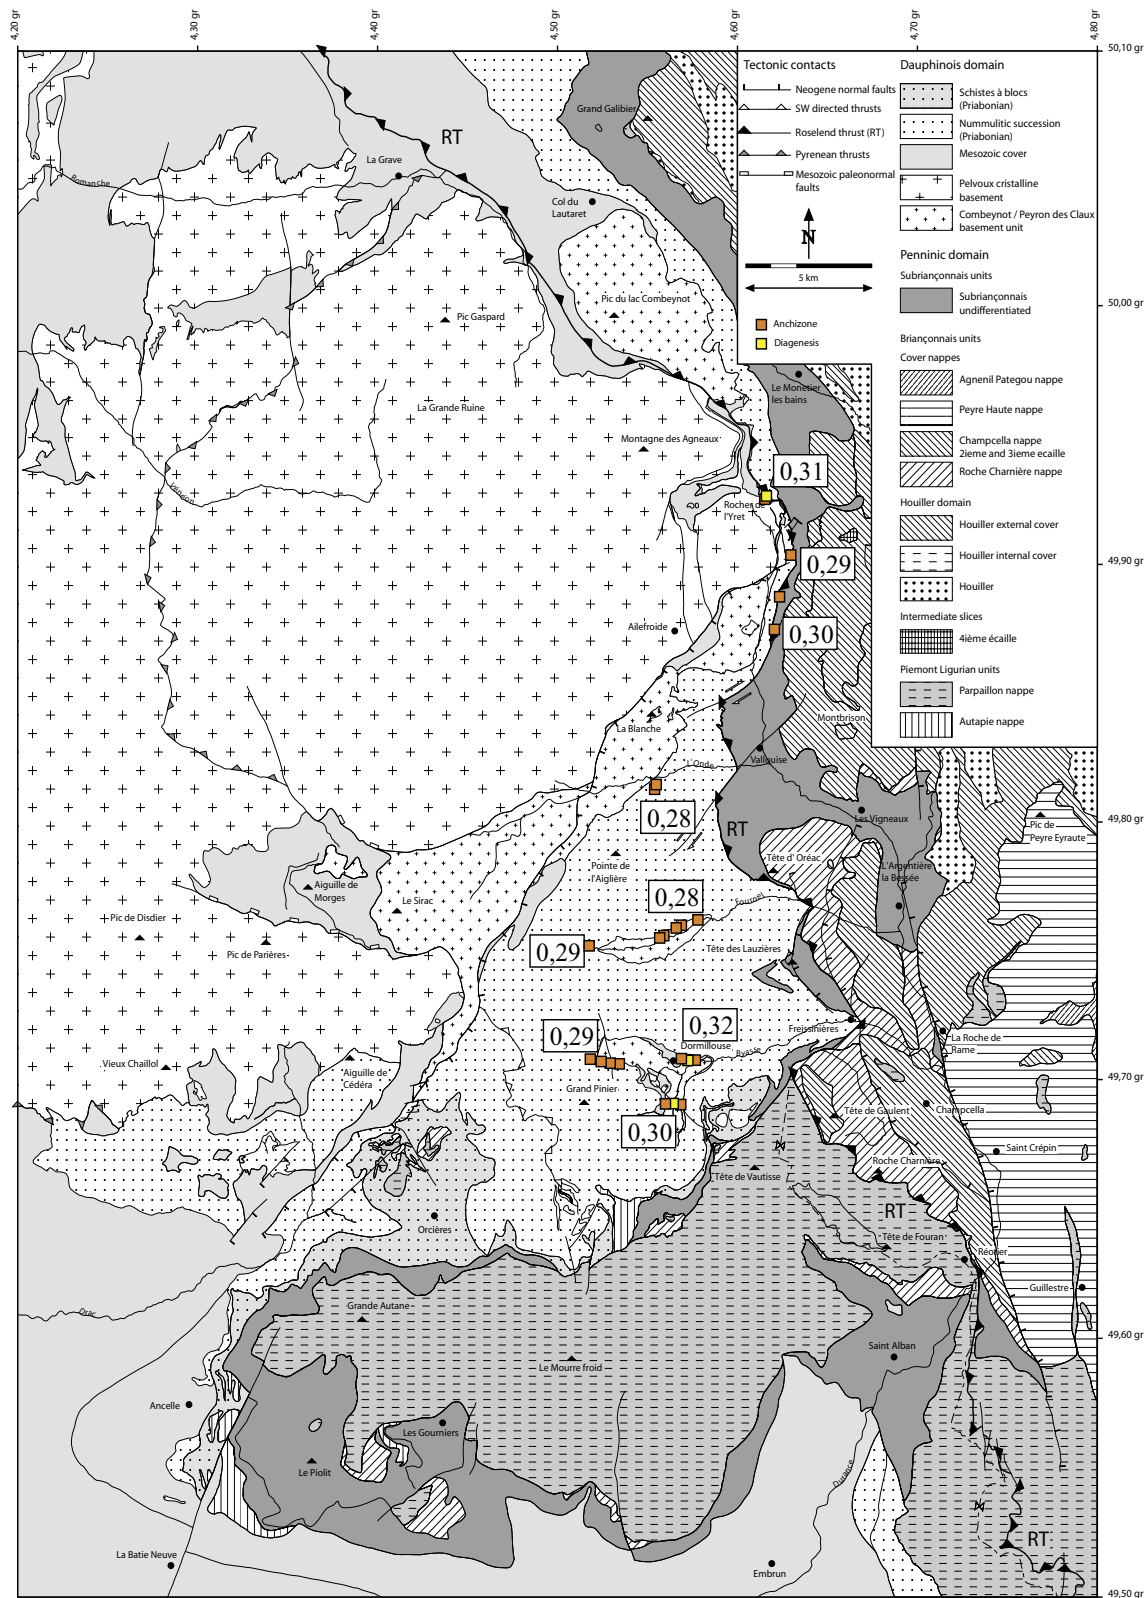 4,20 gr
4,30 gr
4,40 gr
4,50 gr
4,60 gr
4,70 gr
4,80 gr
50,10 gr
50,00 gr
49,90 gr
49,80 gr
49,70 gr
49,60 gr
49,50 gr
Tectonic contacts
Neogene normal faults
SW directed thrusts
Roselend thrust (RT)
Pyrenean thrusts
Mesozoic paleonormal
faults
N
5 km
Anchizone
Diagenesis
Dauphinois domain
Schistes à blocs
(Priabonian)
Nummulitic succession
(Priabonian)
Mesozoic cover
Pelvoux cristalline
basement
Combeynot / Peyron des Claux
basement unit
Penninic domain
Subriançonnais units
Subriançonnais
undifferentiated
Briançonnais units
Cover nappes
Agnenil Pategou nappe
Peyre Haute nappe
Champcella nappe
2ieme and 3ieme ecaille
Roche Charnière nappe
Houiller domain
Houiller external cover
Houiller internal cover
Houiller
Intermediate slices
4ième écaille
Piemont Ligurian units
Parpaillon nappe
Autapie nappe
Grand Galibier
RT
La Grave
Romanshe
Col du
Lautaret
Pic du lac Combeynot
Pic Gaspard
Le Monetier
les bains
La Grande Ruine
Montagne des Agneaux
0,31
Vénéon
Rocher de
l'Yret
0,29
Ailefroide
0,30
La Blanche
Montbrison
L'Onde
Vallouise
0,28
Les Vigneaux
Pic de
Peyre Eyraute
RT
Pointe de
l'Aiglière
Tête d' Oréac
L'Argentière
la Bessée
Aiguille de
Morges
Le Sirac
0,28
Fournel
Pic de Disdier
Pic de Parières
0,29
Tête des Lauzières
0,29
0,32
Dormillouse
Byasse
Freissinières
La Roche de
Rame
Vieux Chaillol
Aiguille de
Cédéra
Grand Pinier
0,30
Tête de Gaulent
Champcella
Saint Crépin
Roche Charnière
Tête de Vautisse
RT
Orcières
Tête de Fouran
Réotier
Guillestre
Drac
Grande Autane
Saint Alban
Le Mourre froid
Ancelle
Les Gourniers
Le Piolit
Durance
RT
La Batie Neuve
Embrun